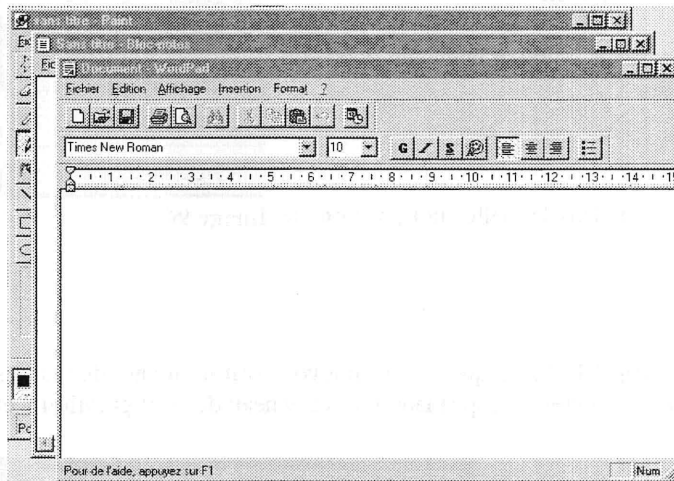 sans titre - Paint
Sans titre - Bloc-notes
Document - WordPad
Fichier Edition Affichage Insertion Format ?
Times New Roman 10 G I S
1 2 3 4 5 6 7 8 9 10 11 12 13 14 15
Pour de l'aide, appuyez sur F1 Num